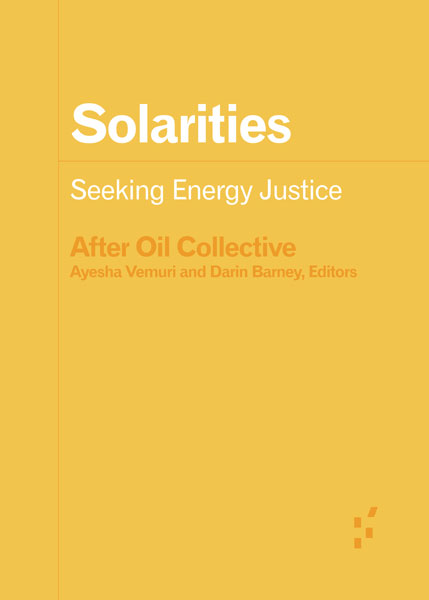 Solarities
Seeking Energy Justice
After Oil Collective
Ayesha Vemuri and Darin Barney, Editors